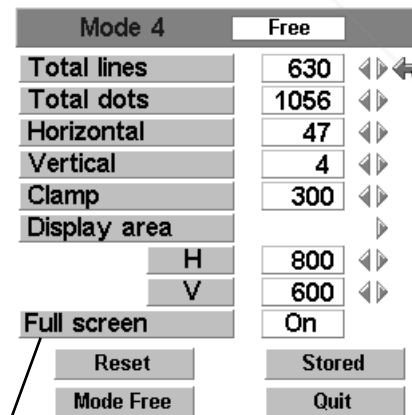 Mode 4 Free
Total lines 630
Total dots 1056
Horizontal 47
Vertical 4
Clamp 300
Display area
H 800
V 600
Full screen On
Reset Stored
Mode Free Quit